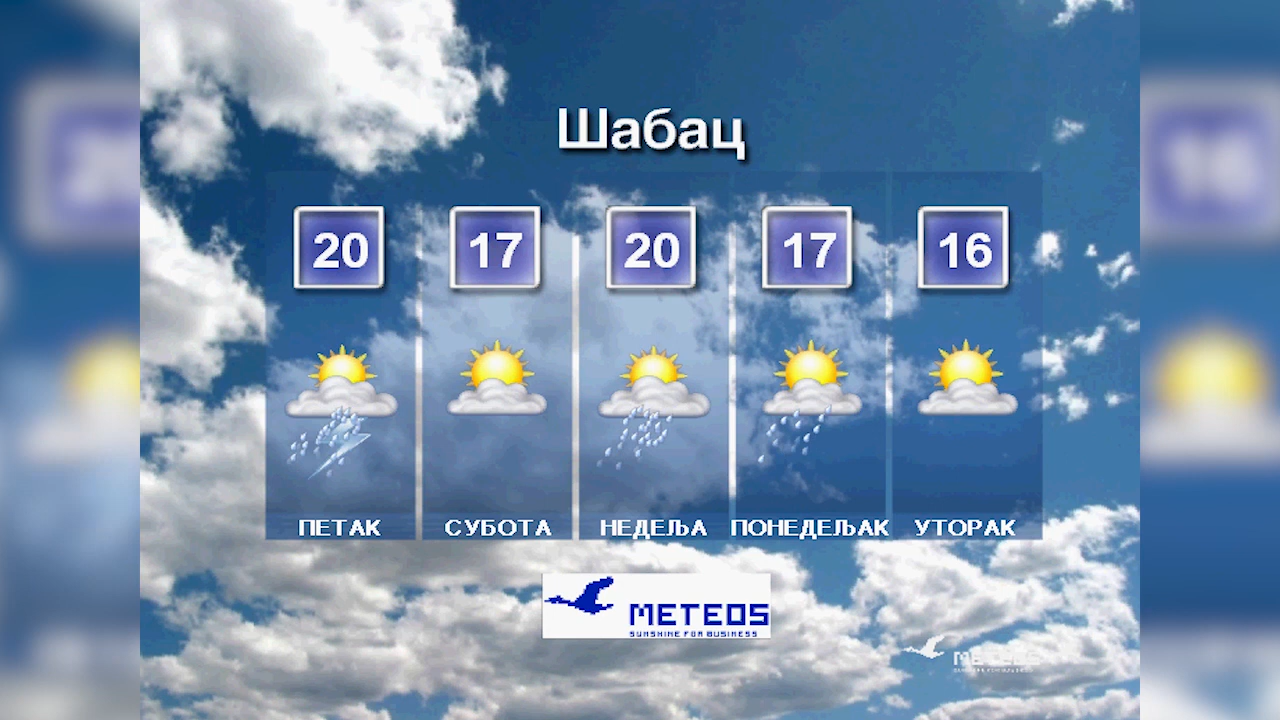 Шабац
20 17 20 17 16
ПЕТАК СУБОТА НЕДЕЉА ПОНЕДЕЉАК УТОРАК
METEOS
SUNSHINE FOR BUSINESS